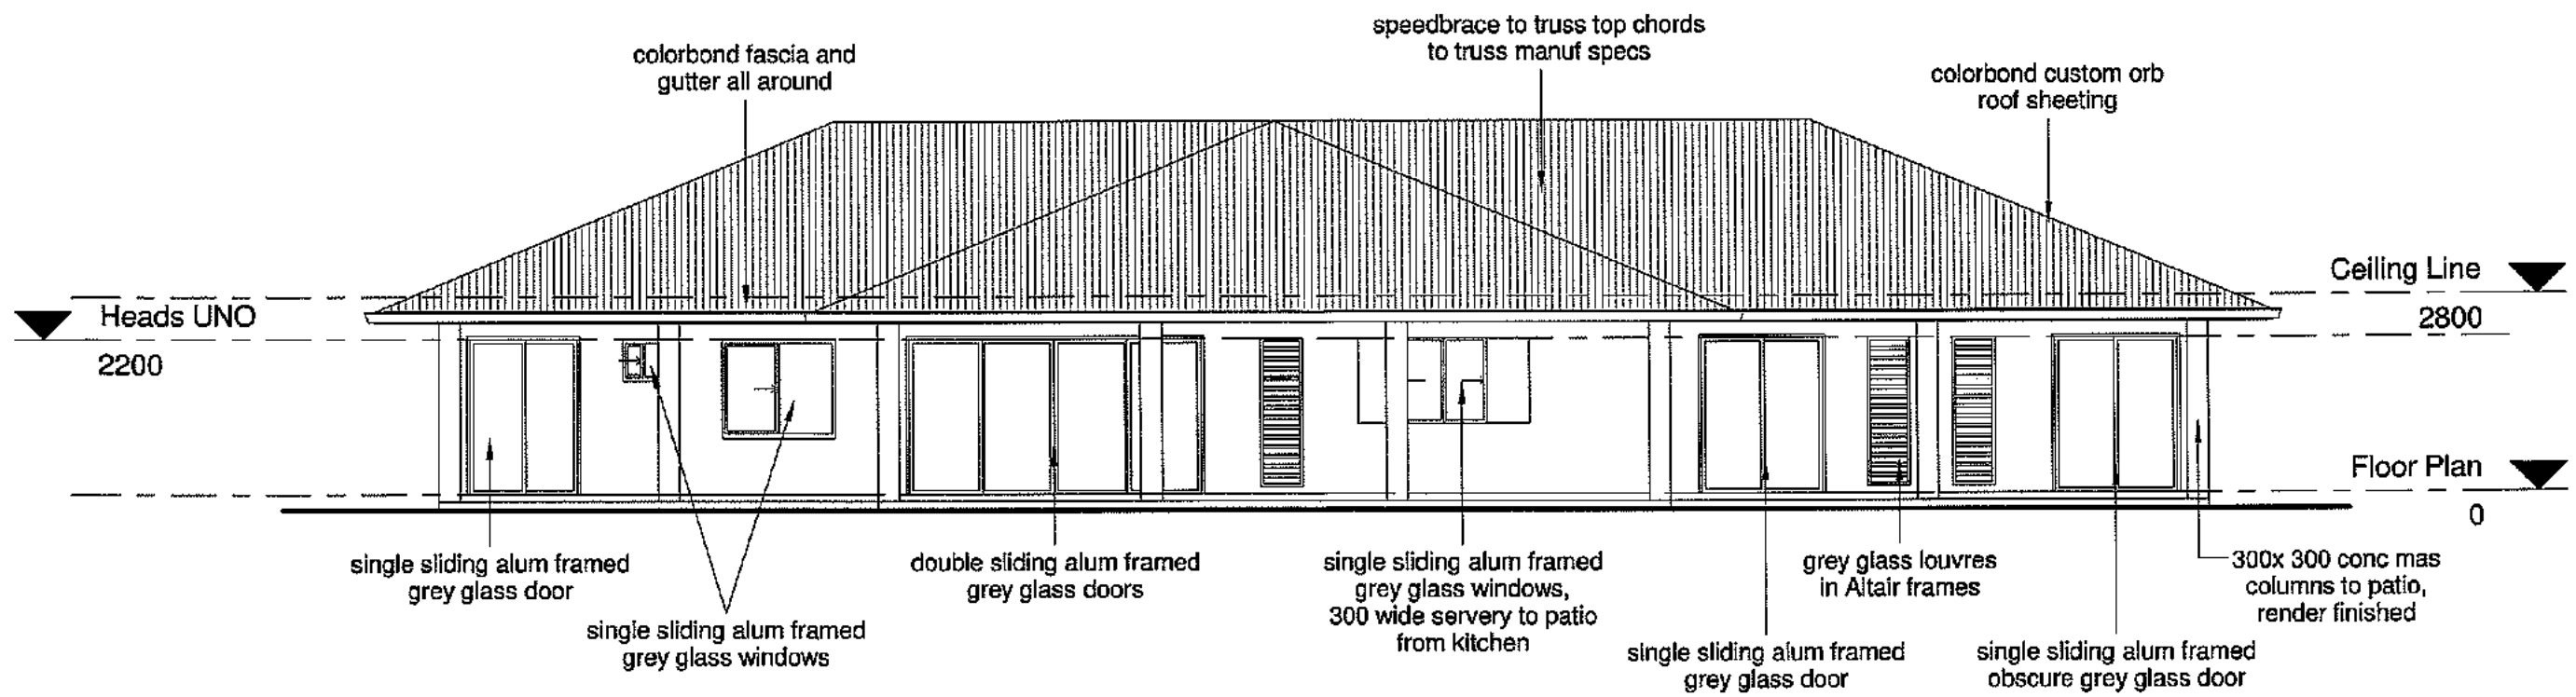 speedbrace to truss top chords
to truss manuf specs
colorbond fascia and
gutter all around
colorbond custom orb
roof sheeting
Ceiling Line
2800
Heads UNO
2200
Floor Plan
0
single sliding alum framed
grey glass door
single sliding alum framed
grey glass windows
double sliding alum framed
grey glass doors
single sliding alum framed
grey glass windows,
300 wide servery to patio
from kitchen
single sliding alum framed
grey glass door
grey glass louvres
in Altair frames
single sliding alum framed
obscure grey glass door
300x 300 conc mas
columns to patio,
render finished